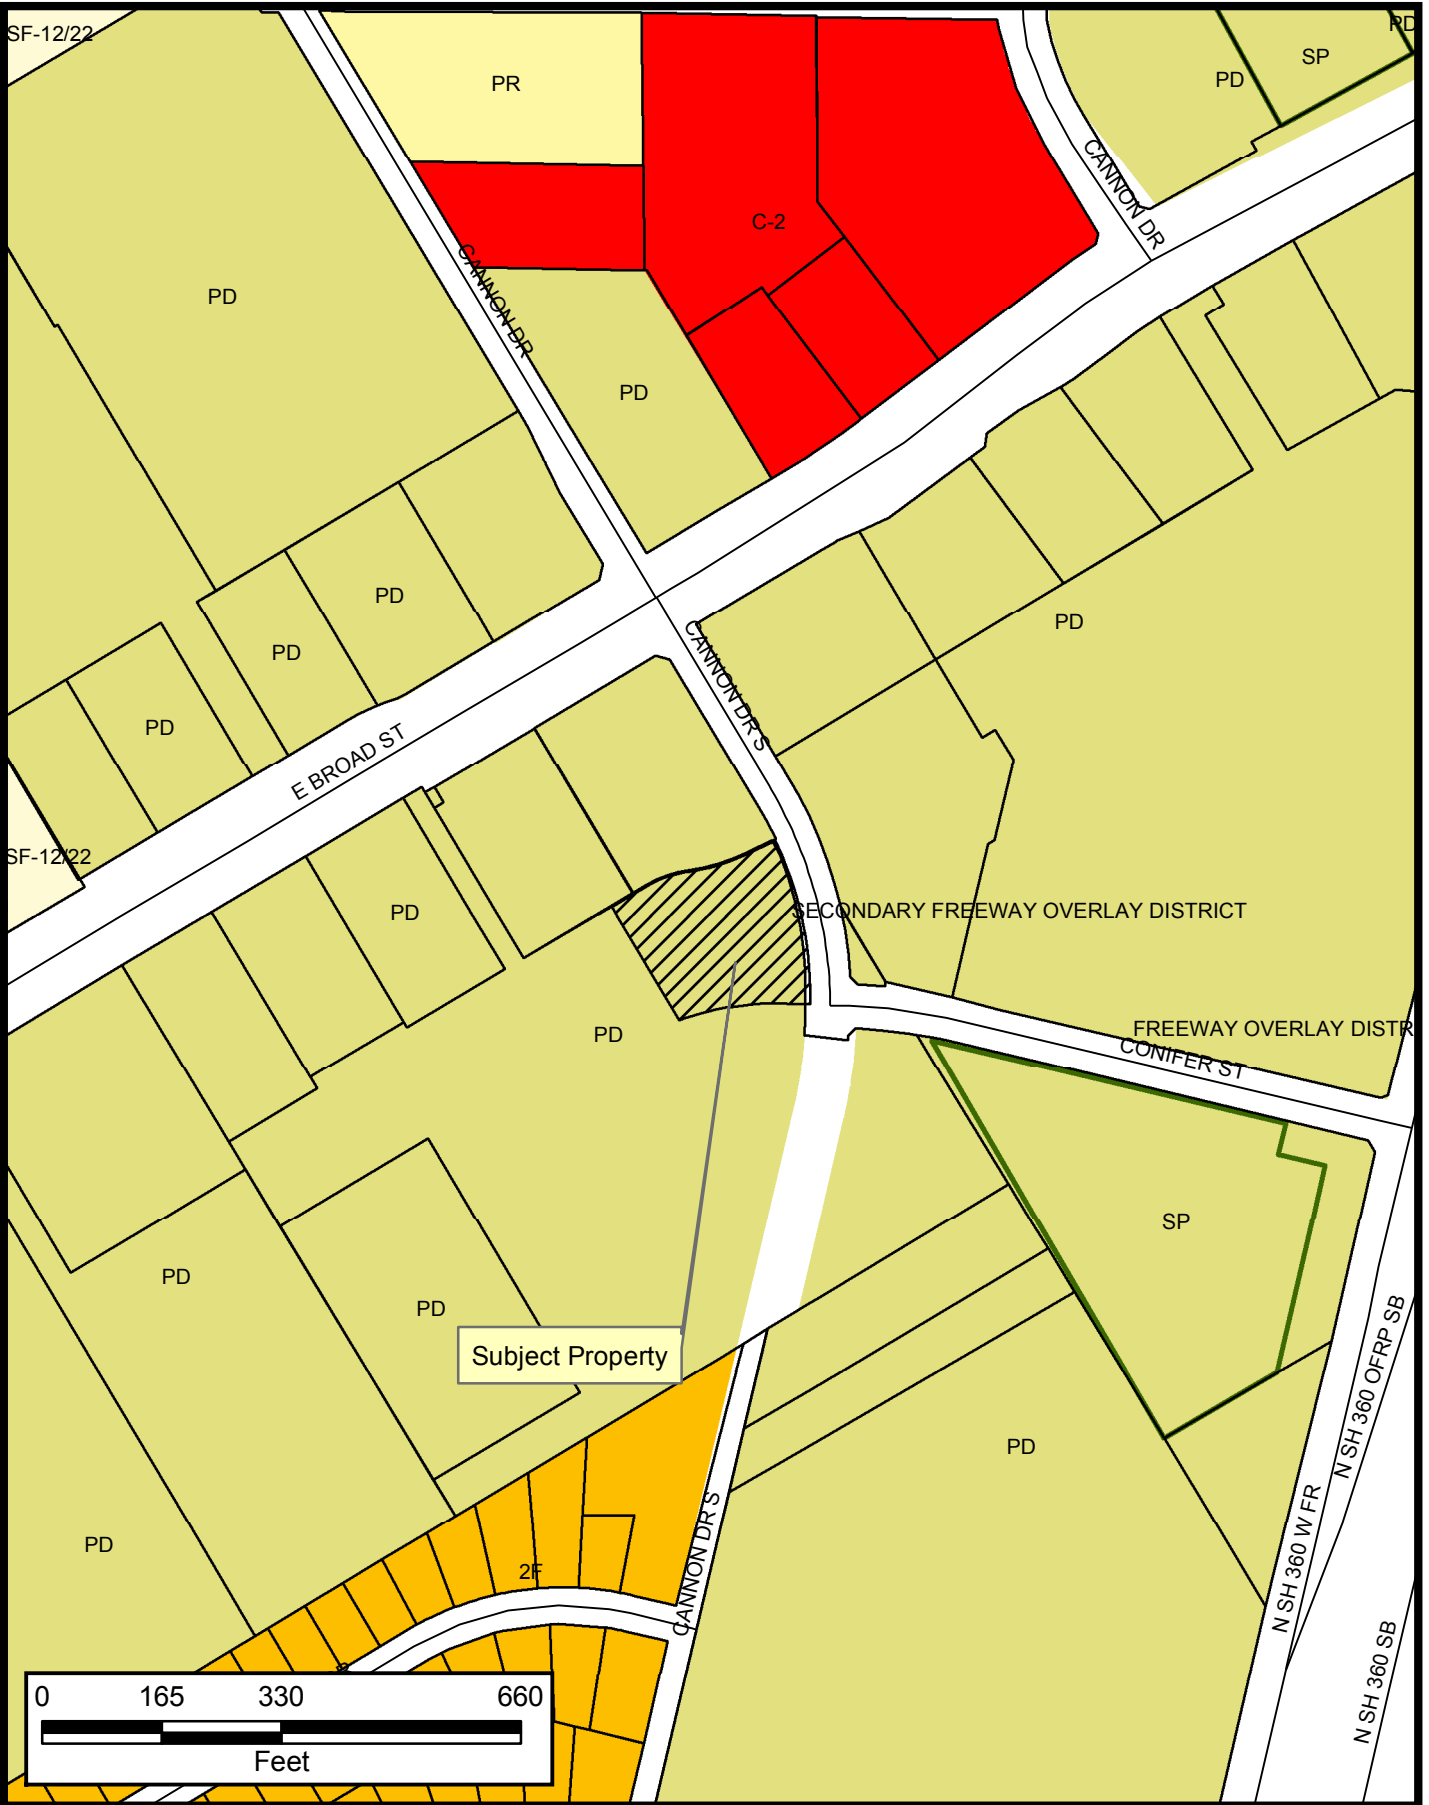 SF-12/22
PD
SP
PD
PR
CANNON DR
C-2
PD
CANNON DR
PD
PD
PD
PD
CANNON DR S
PD
E BROAD ST
SF-12/22
PD
SECONDARY FREEWAY OVERLAY DISTRICT
PD
FREEWAY OVERLAY DISTR
CONIFER ST
SP
PD
PD
Subject Property
N SH 360 OFRP SB
PD
PD
CANNON DR S
N SH 360 W FR
2F
N SH 360 SB
0 165 330 660
Feet